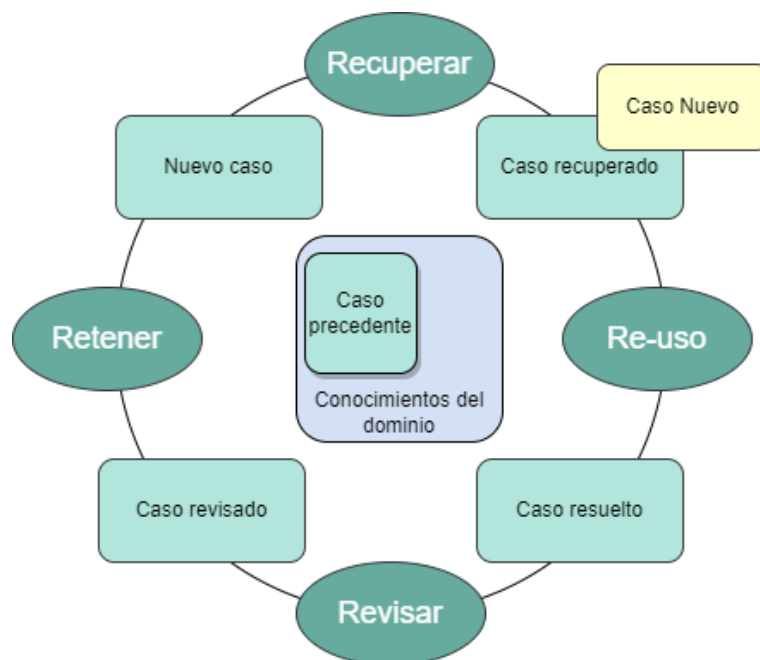 Recuperar
Caso Nuevo
Nuevo caso
Caso recuperado
Caso
precedente
Retener
Re-uso
Conocimientos del
dominio
Caso revisado
Caso resuelto
Revisar